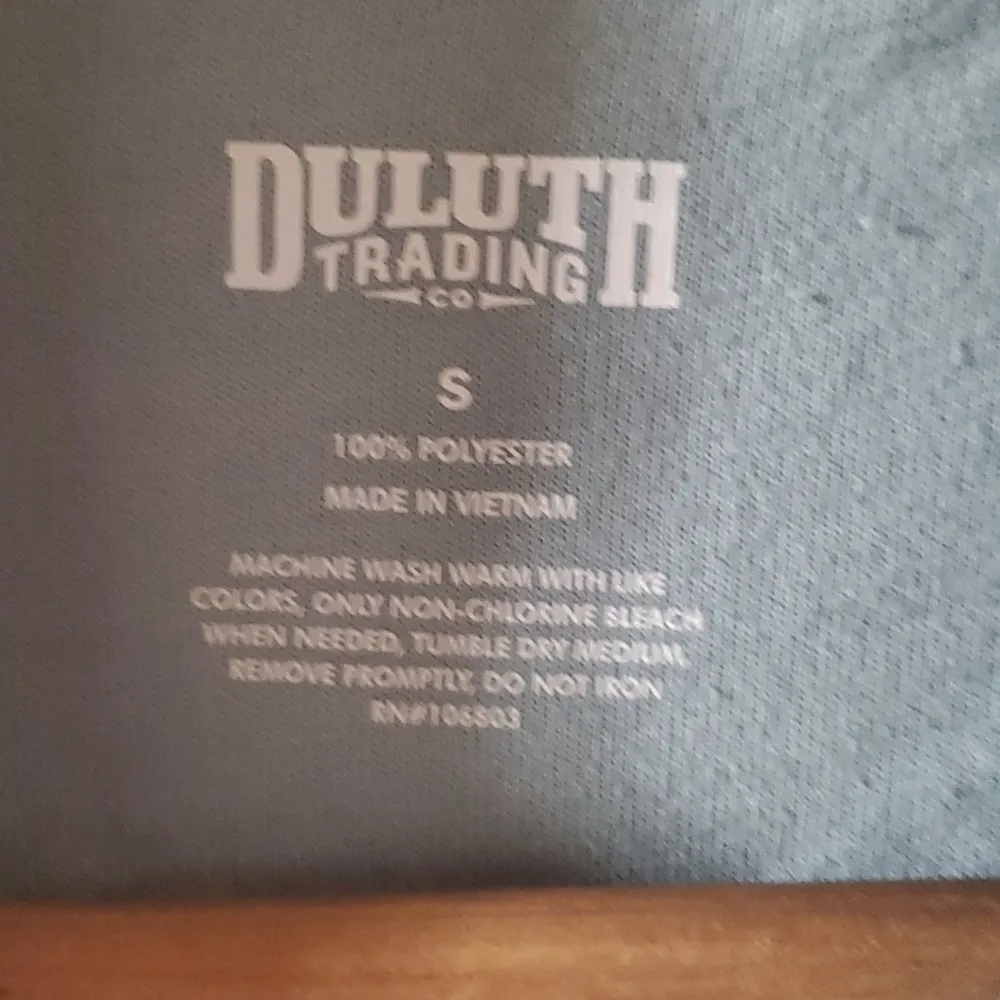 DULUTH
TRADING
CO
S
100% POLYESTER
MADE IN VIETNAM
MACHINE WASH WARM WITH LIKE
COLORS, ONLY NON-CHLORINE BLEACH
WHEN NEEDED, TUMBLE DRY MEDIUM,
REMOVE PROMPTLY, DO NOT IRON
RN#106803